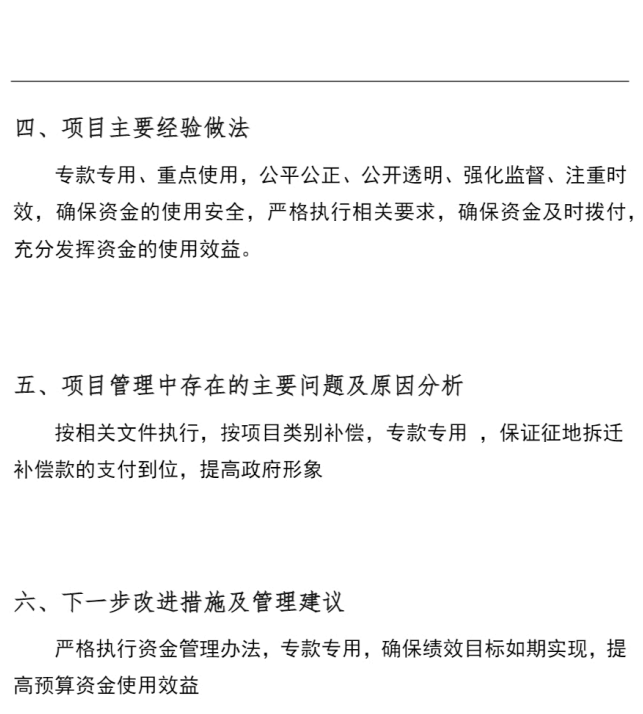 四、项目主要经验做法
专款专用、重点使用，公平公正、公开透明、强化监督、注重时
效，确保资金的使用安全，严格执行相关要求，确保资金及时拨付，
充分发挥资金的使用效益。
五、项目管理中存在的主要问题及原因分析
按相关文件执行，按项目类别补偿，专款专用 ，保证征地拆迁
补偿款的支付到位，提高政府形象
六、下一步改进措施及管理建议
严格执行资金管理办法，专款专用，确保绩效目标如期实现，提
高预算资金使用效益